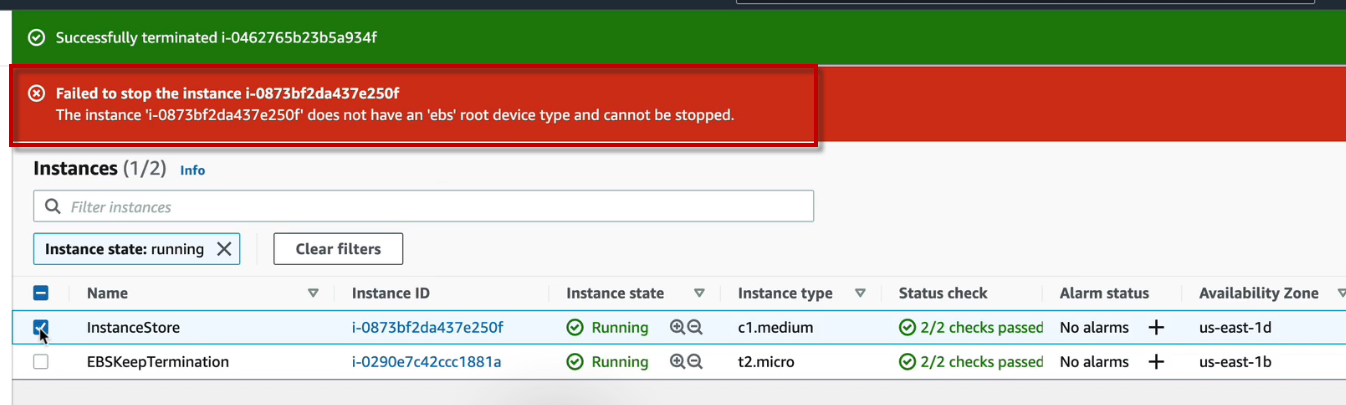 Successfully terminated i-0462765b23b5a934f
Failed to stop the instance i-0873bf2da437e250f
The instance 'i-0873bf2da437e250f' does not have an 'ebs' root device type and cannot be stopped.
Instances (1/2) Info
Filter instances
Instance state: running Clear filters
Name Instance ID Instance state Instance type Status check Alarm status Availability Zone
InstanceStore i-0873bf2da437e250f Running c1.medium 2/2 checks passed No alarms + us-east-1d
EBSKeepTermination i-0290e7c42ccc1881a Running t2.micro 2/2 checks passed No alarms + us-east-1b